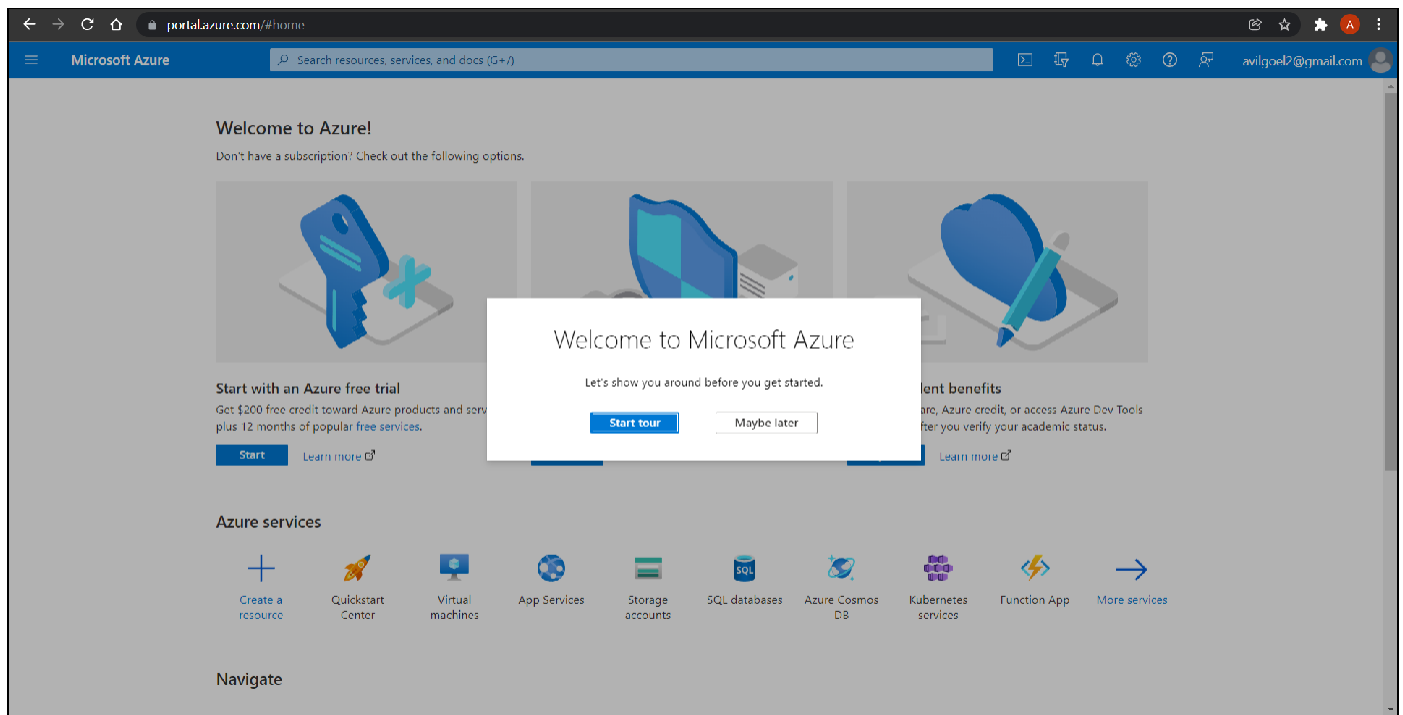 portal.azure.com/#home
A
Microsoft Azure
Search resources, services, and docs (G+/)
avilgoel2@gmail.com
Welcome to Azure!
Don't have a subscription? Check out the following options.
Welcome to Microsoft Azure
Let's show you around before you get started.
Start tour
Maybe later
Start with an Azure free trial
Get $200 free credit toward Azure products and serv
plus 12 months of popular free services.
Start
Learn more
dent benefits
are, Azure credit, or access Azure Dev Tools
fter you verify your academic status.
Learn more
Azure services
Create a
resource
Quickstart
Center
Virtual
machines
App Services
Storage
accounts
SQL
SQL databases
Azure Cosmos
DB
Kubernetes
services
Function App
More services
Navigate